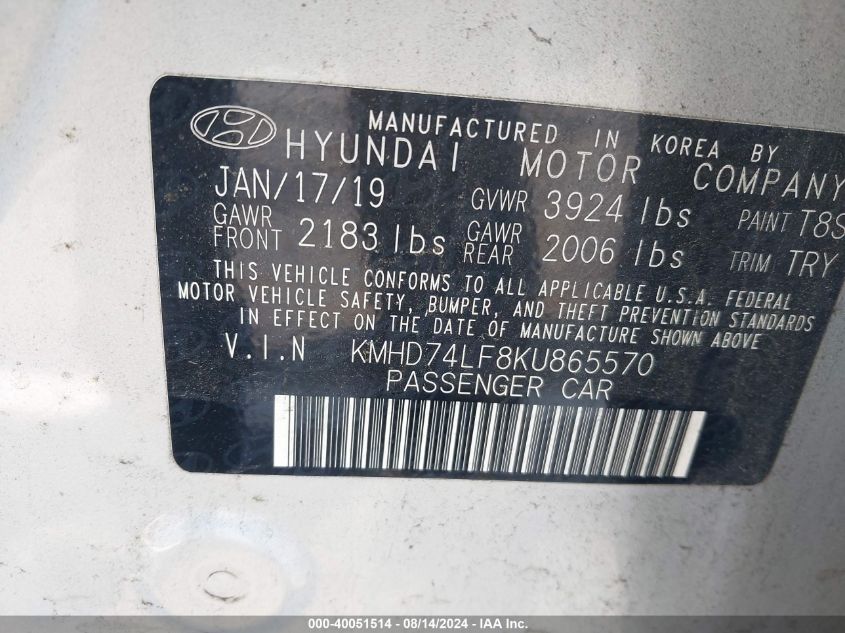 MANUFACTURED IN KOREA BY
HYUNDAI MOTOR COMPANY
JAN/17/19 GVWR 3924 lbs PAINT T8S
GAWR FRONT 2183 lbs GAWR REAR 2006 lbs TRIM TRY
THIS VEHICLE CONFORMS TO ALL APPLICABLE U.S.A. FEDERAL
MOTOR VEHICLE SAFETY, BUMPER, AND THEFT PREVENTION STANDARDS
IN EFFECT ON THE DATE OF MANUFACTURE SHOWN ABOVE
V.I.N KMHD74LF8KU865570
PASSENGER CAR
000-40051514 - 08/14/2024 - IAA Inc.